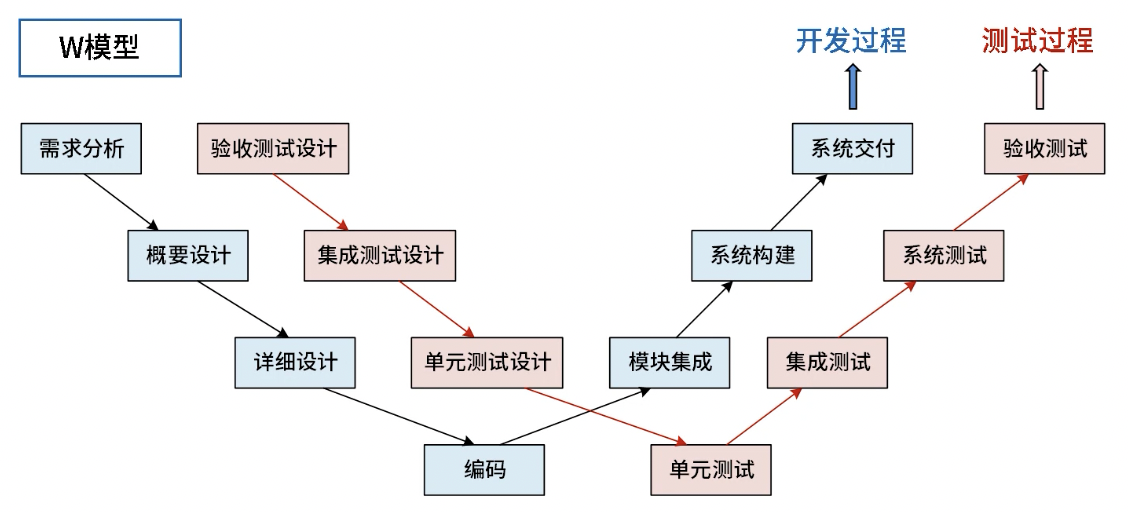 W模型
开发过程
测试过程
需求分析
验收测试设计
系统交付
验收测试
概要设计
集成测试设计
系统构建
系统测试
详细设计
单元测试设计
模块集成
集成测试
编码
单元测试